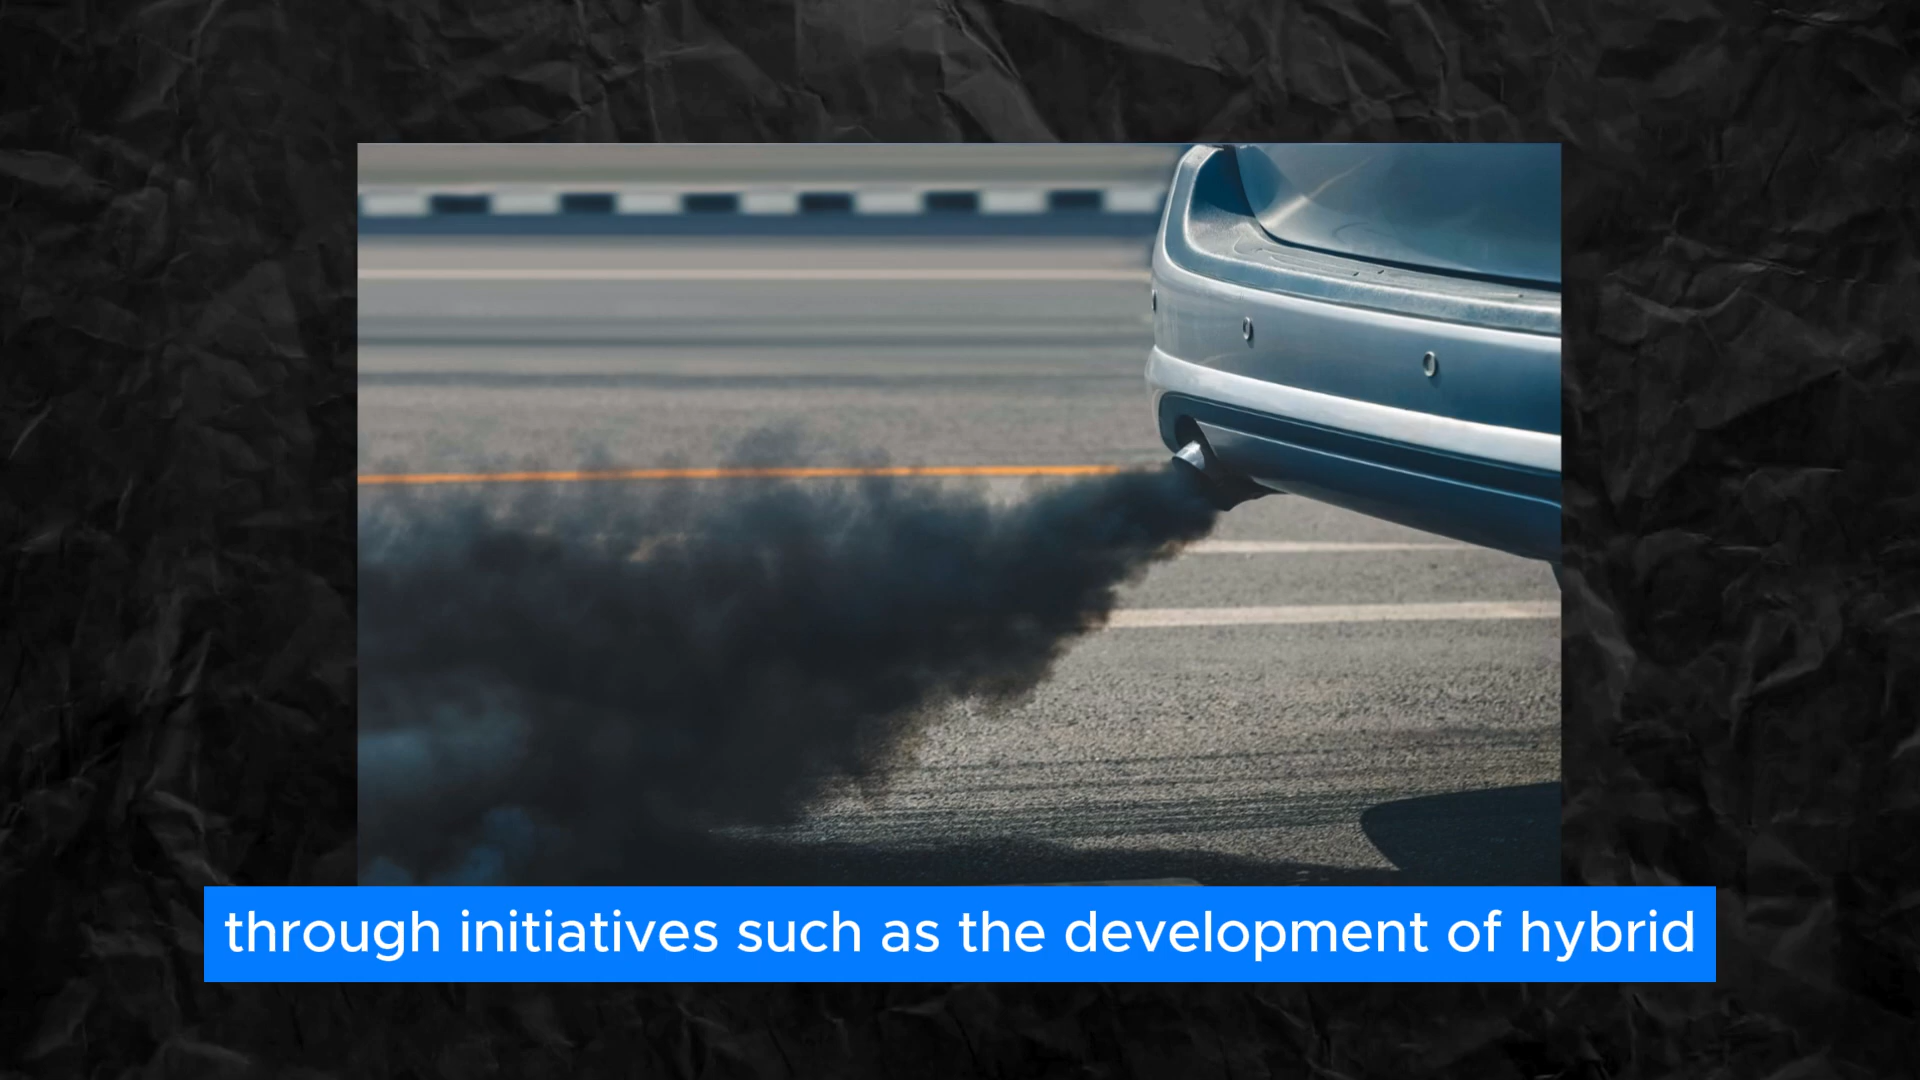 through initiatives such as the development of hybrid